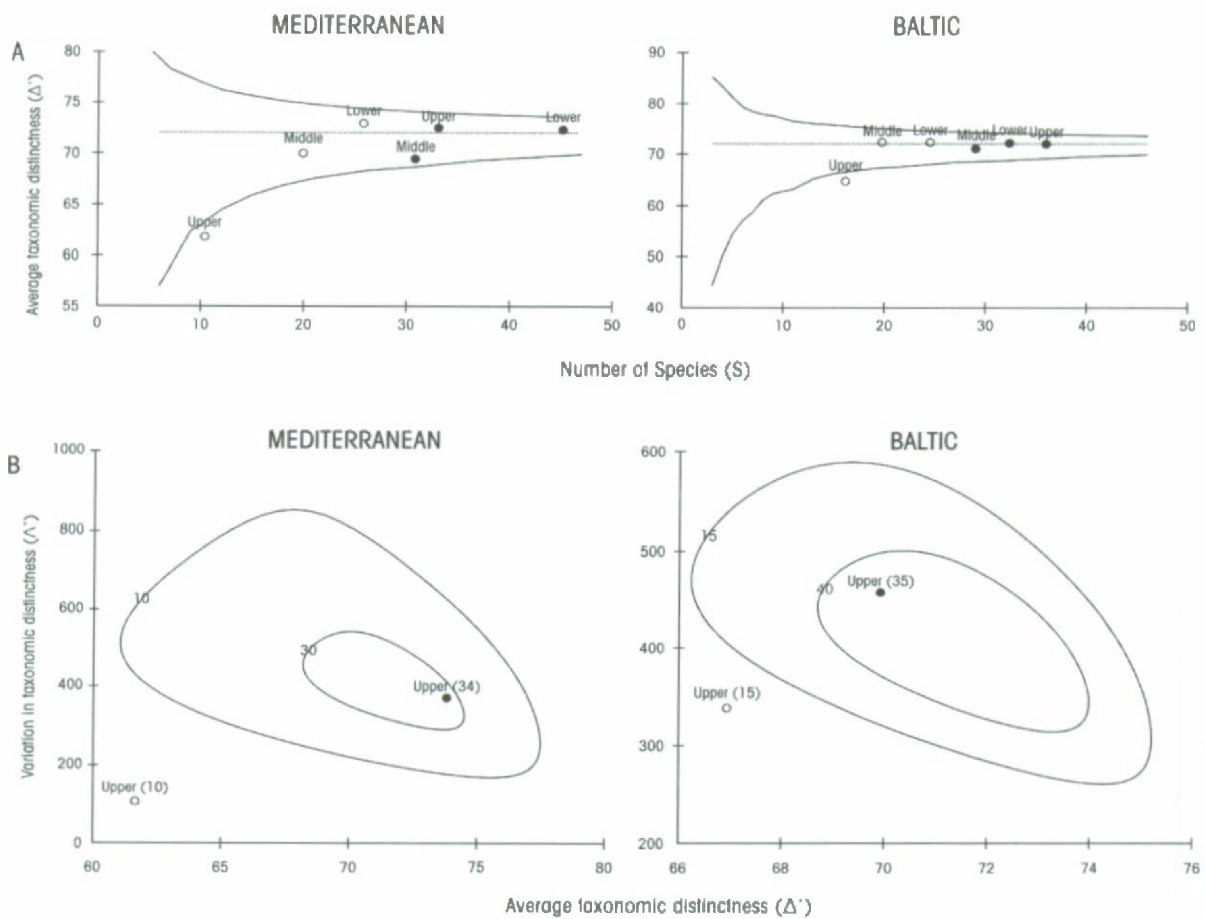 MEDITERRANEAN
BALTIC
A
Average taxonomic distinctness (Δ⁺)
80
75
70
65
60
55
0
10
20
30
40
50
Lower
Upper
Lower
Middle
Middle
Upper
90
80
70
60
50
40
0
10
20
30
40
50
Middle
Lower
Middle
Lower
Upper
Upper
Number of Species (S)
MEDITERRANEAN
BALTIC
B
Variation in taxonomic distinctness (Λ⁺)
1000
800
600
400
200
0
60
65
70
75
80
10
30
Upper (34)
Upper (10)
600
500
400
300
200
66
68
70
72
74
76
15
40
Upper (35)
Upper (15)
Average taxonomic distinctness (Δ⁺)